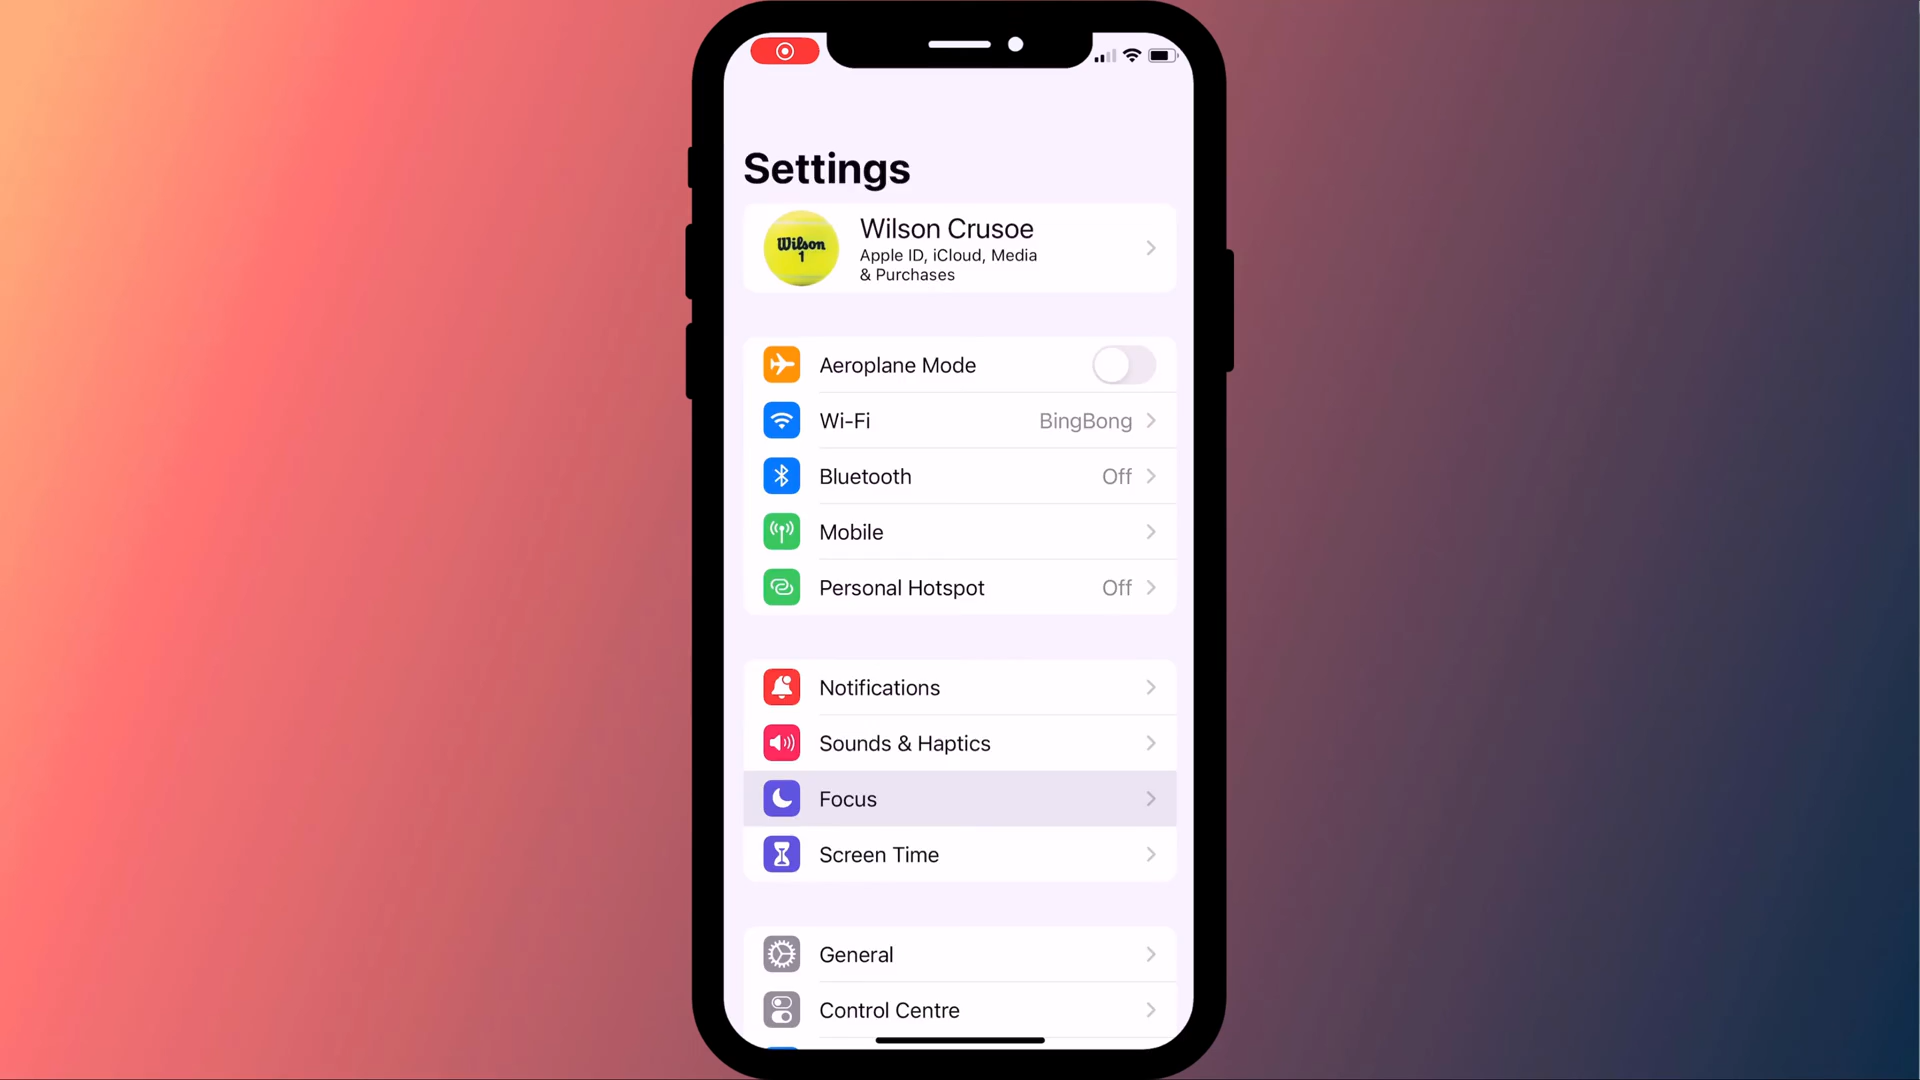 Settings
Wilson
1
Wilson Crusoe
Apple ID, iCloud, Media
& Purchases
Aeroplane Mode
Wi-Fi BingBong
Bluetooth Off
Mobile
Personal Hotspot Off
Notifications
Sounds & Haptics
Focus
Screen Time
General
Control Centre